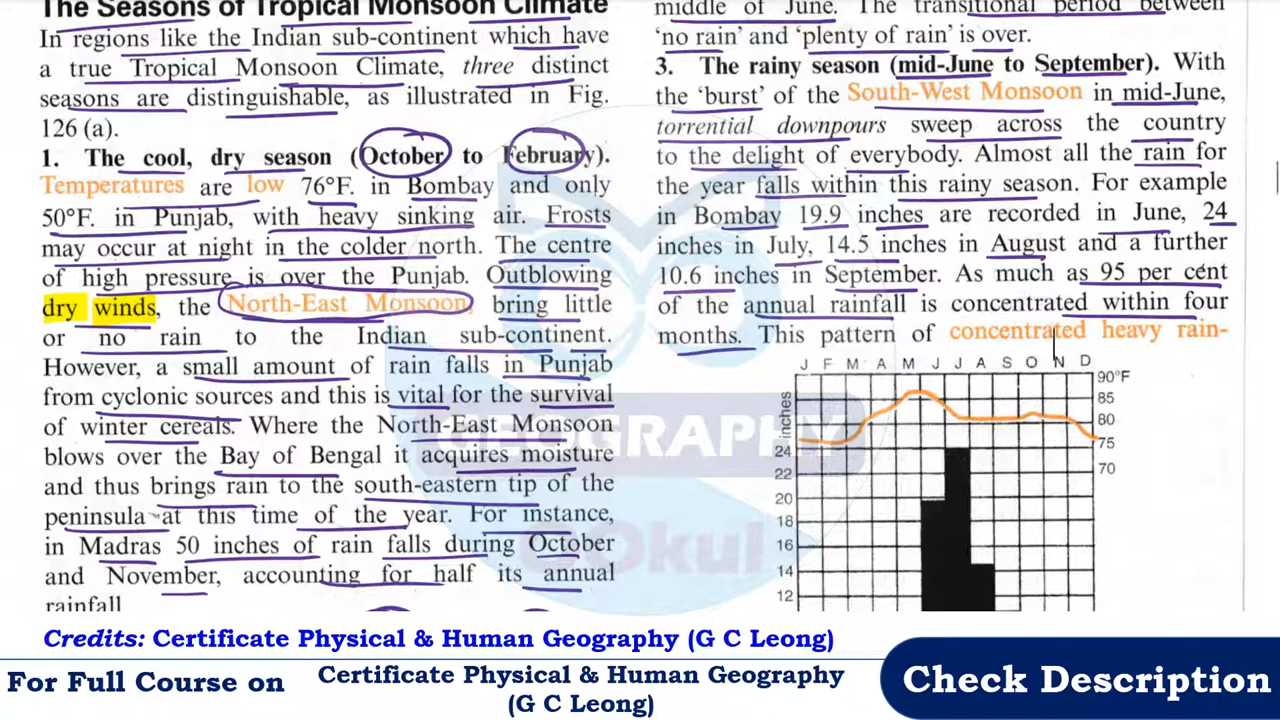 The Seasons of Tropical Monsoon Climate
In regions like the Indian sub-continent which have
a true Tropical Monsoon Climate, three distinct
seasons are distinguishable, as illustrated in Fig.
126 (a).
1. The cool, dry season (October to February).
Temperatures are low 76°F. in Bombay and only
50°F. in Punjab, with heavy sinking air. Frosts
may occur at night in the colder north. The centre
of high pressure is over the Punjab. Outblowing
dry winds, the North-East Monsoon, bring little
or no rain to the Indian sub-continent.
However, a small amount of rain falls in Punjab
from cyclonic sources and this is vital for the survival
of winter cereals. Where the North-East Monsoon
blows over the Bay of Bengal it acquires moisture
and thus brings rain to the south-eastern tip of the
peninsula at this time of the year. For instance,
in Madras 50 inches of rain falls during October
and November, accounting for half its annual
rainfall
middle of June. The transitional period between
'no rain' and 'plenty of rain' is over.
3. The rainy season (mid-June to September). With
the 'burst' of the South-West Monsoon in mid-June,
torrential downpours sweep across the country
to the delight of everybody. Almost all the rain for
the year falls within this rainy season. For example
in Bombay 19.9 inches are recorded in June, 24
inches in July, 14.5 inches in August and a further
10.6 inches in September. As much as 95 per cent
of the annual rainfall is concentrated within four
months. This pattern of concentrated heavy rain-
J F M A M J J A S O N D
90°F
85
80
75
70
inches
24
22
20
18
16
14
12
GEOGRAPHY
GOkul
Credits: Certificate Physical & Human Geography (G C Leong)
For Full Course on
Certificate Physical & Human Geography
(G C Leong)
Check Description